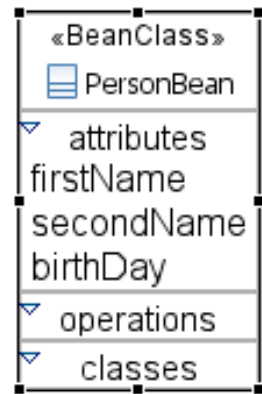 «BeanClass»
PersonBean
attributes
firstName
secondName
birthDay
operations
classes